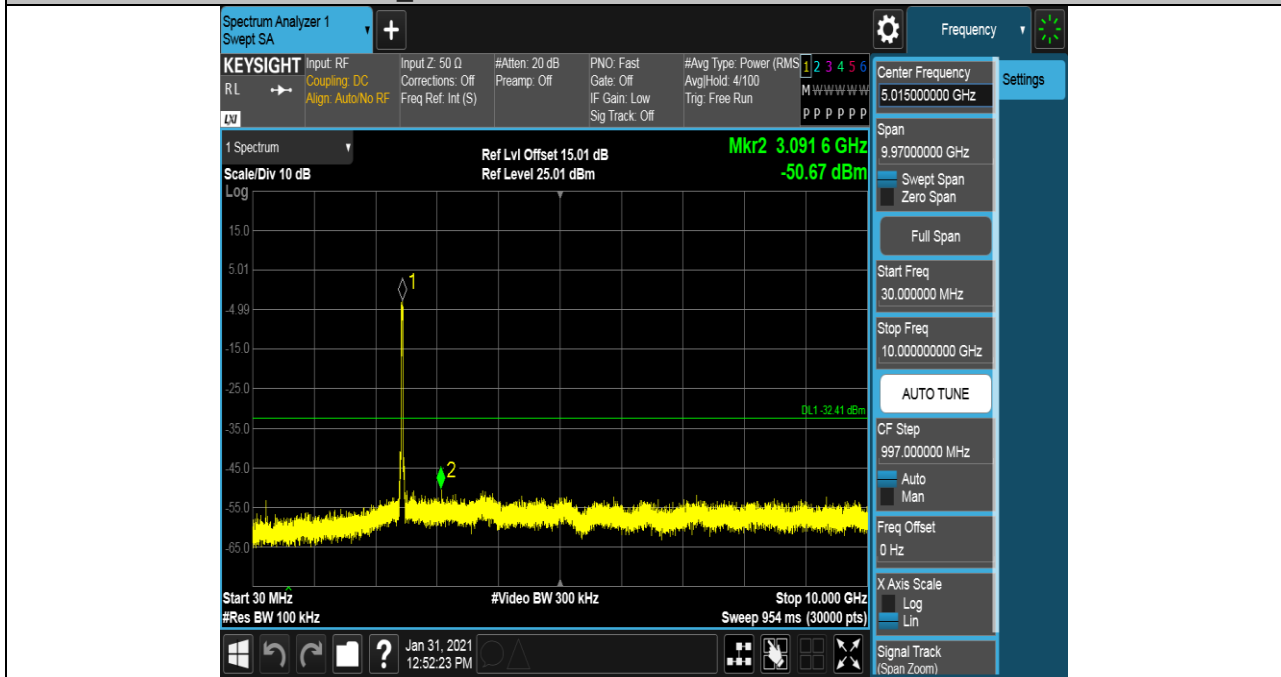 Spectrum Analyzer 1
Swept SA
Frequency
KEYSIGHT
RL
LXI
Input: RF
Coupling: DC
Align: Auto/No RF
Input Z: 50 Ω
Corrections: Off
Freq Ref: Int (S)
#Atten: 20 dB
Preamp: Off
PNO: Fast
Gate: Off
IF Gain: Low
Sig Track: Off
#Avg Type: Power (RMS
Avg|Hold: 4/100
Trig: Free Run
1 2 3 4 5 6
M W W W W W
P P P P P P
1 Spectrum
Scale/Div 10 dB
Log
Ref Lvl Offset 15.01 dB
Ref Level 25.01 dBm
Mkr2 3.091 6 GHz
-50.67 dBm
15.0
5.01
-4.99
-15.0
-25.0
-35.0
-45.0
-55.0
-65.0
1
2
DL1 -32.41 dBm
Start 30 MHz
#Res BW 100 kHz
#Video BW 300 kHz
Stop 10.000 GHz
Sweep 954 ms (30000 pts)
Jan 31, 2021
12:52:23 PM
Center Frequency
5.015000000 GHz
Span
9.97000000 GHz
Swept Span
Zero Span
Full Span
Start Freq
30.000000 MHz
Stop Freq
10.000000000 GHz
AUTO TUNE
CF Step
997.000000 MHz
Auto
Man
Freq Offset
0 Hz
X Axis Scale
Log
Lin
Signal Track
(Span Zoom)
Settings